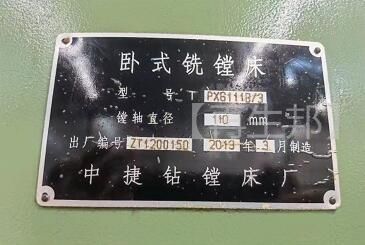 卧式铣镗床
型 号 T PX6111B/3
镗轴直径 110 mm
出厂编号 ZT1200150 2013 年 3 月制造
中捷钻镗床厂